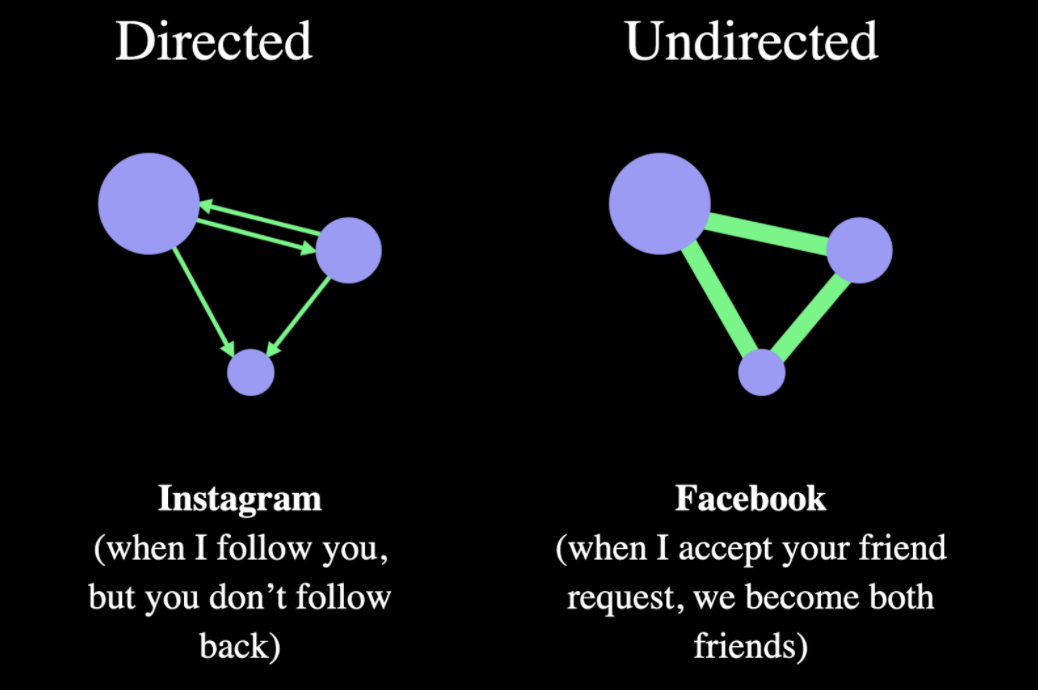 Directed
Undirected
Instagram
(when I follow you,
but you don’t follow
back)
Facebook
(when I accept your friend
request, we become both
friends)